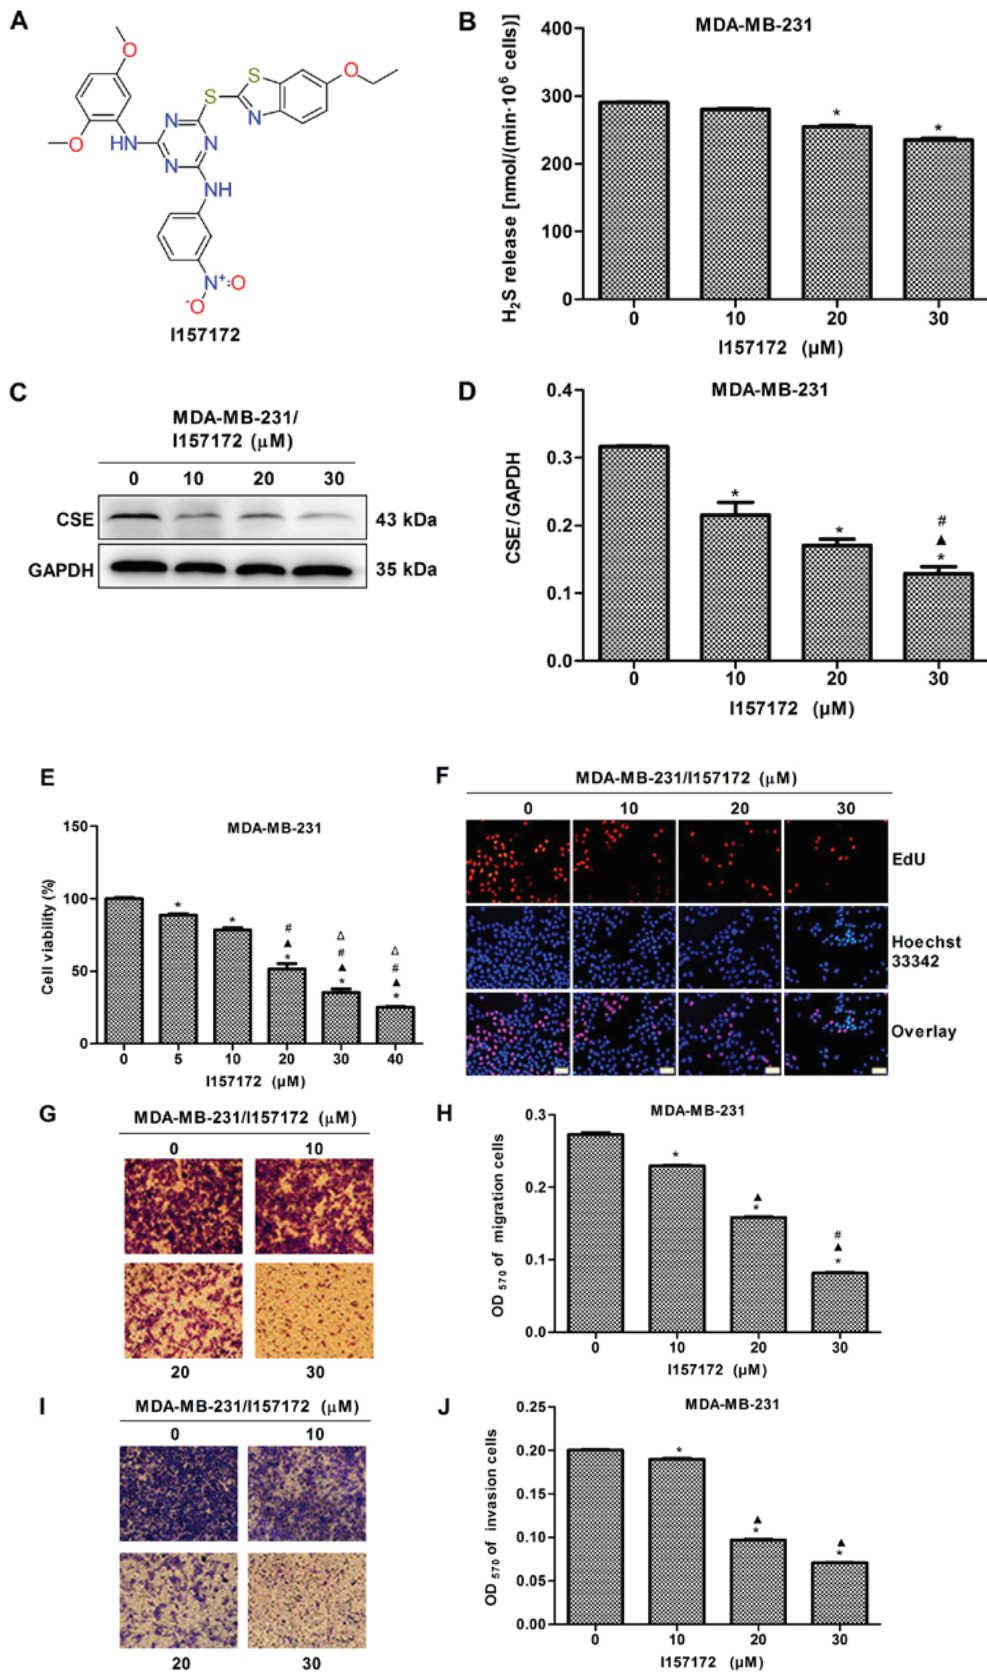 A
O
O
HN
N
N
N
S
S
N
O
NH
N+
O
-O
I157172
B
MDA-MB-231
H2S release [nmol/(min·10^6 cells)]
400
300
200
100
0
* *
0 10 20 30
I157172 (μM)
C
MDA-MB-231/
I157172 (μM)
0 10 20 30
CSE 43 kDa
GAPDH 35 kDa
D
MDA-MB-231
CSE/GAPDH
0.4
0.3
0.2
0.1
0.0
*
*
#
▲
*
0 10 20 30
I157172 (μM)
E
MDA-MB-231
Cell viability (%)
150
100
50
0
*
*
#
▲
*
Δ
#
▲
*
Δ
#
▲
*
0 5 10 20 30 40
I157172 (μM)
F
MDA-MB-231/I157172 (μM)
0 10 20 30
EdU
Hoechst
33342
Overlay
G
MDA-MB-231/I157172 (μM)
0 10
20 30
H
MDA-MB-231
OD 570 of migration cells
0.3
0.2
0.1
0.0
*
▲
*
#
▲
*
0 10 20 30
I157172 (μM)
I
MDA-MB-231/I157172 (μM)
0 10
20 30
J
MDA-MB-231
OD 570 of invasion cells
0.20
0.15
0.10
0.05
0.00
*
▲
*
▲
*
0 10 20 30
I157172 (μM)